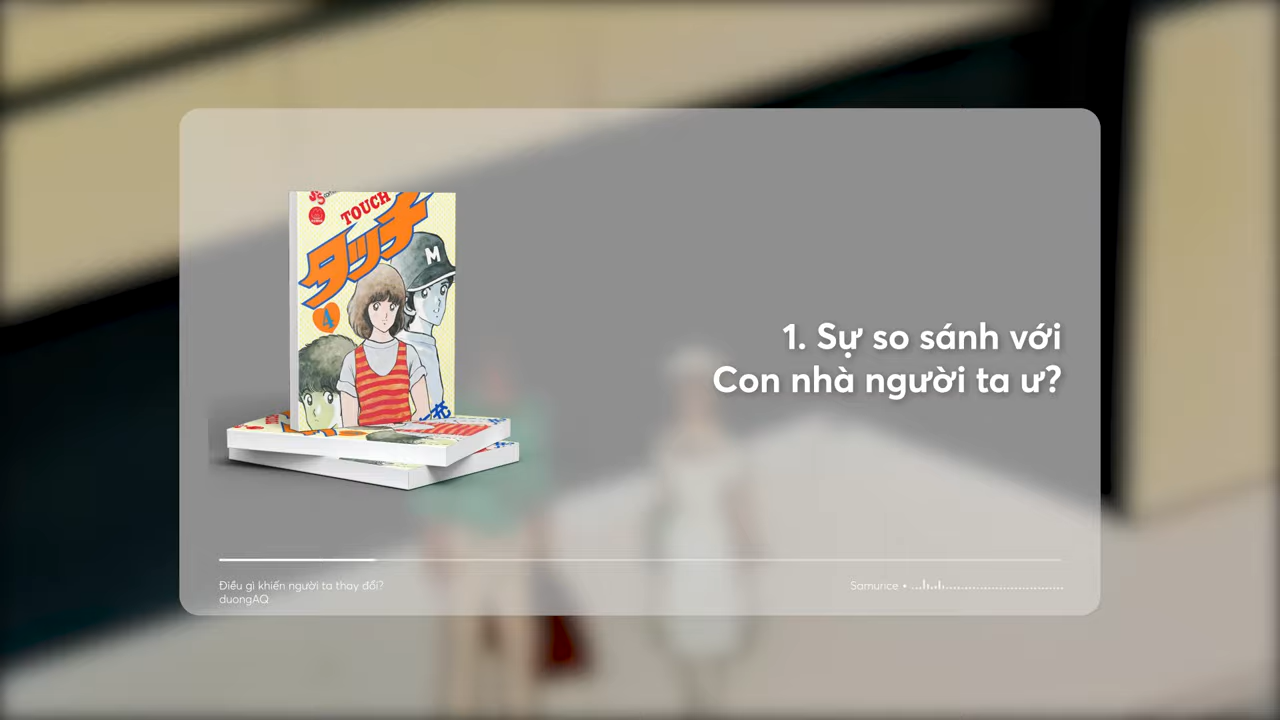 TOUCH
タッチ
4
M
1. Sự so sánh với
Con nhà người ta ư?
Điều gì khiến người ta thay đổi?
duongAQ
Samurice •